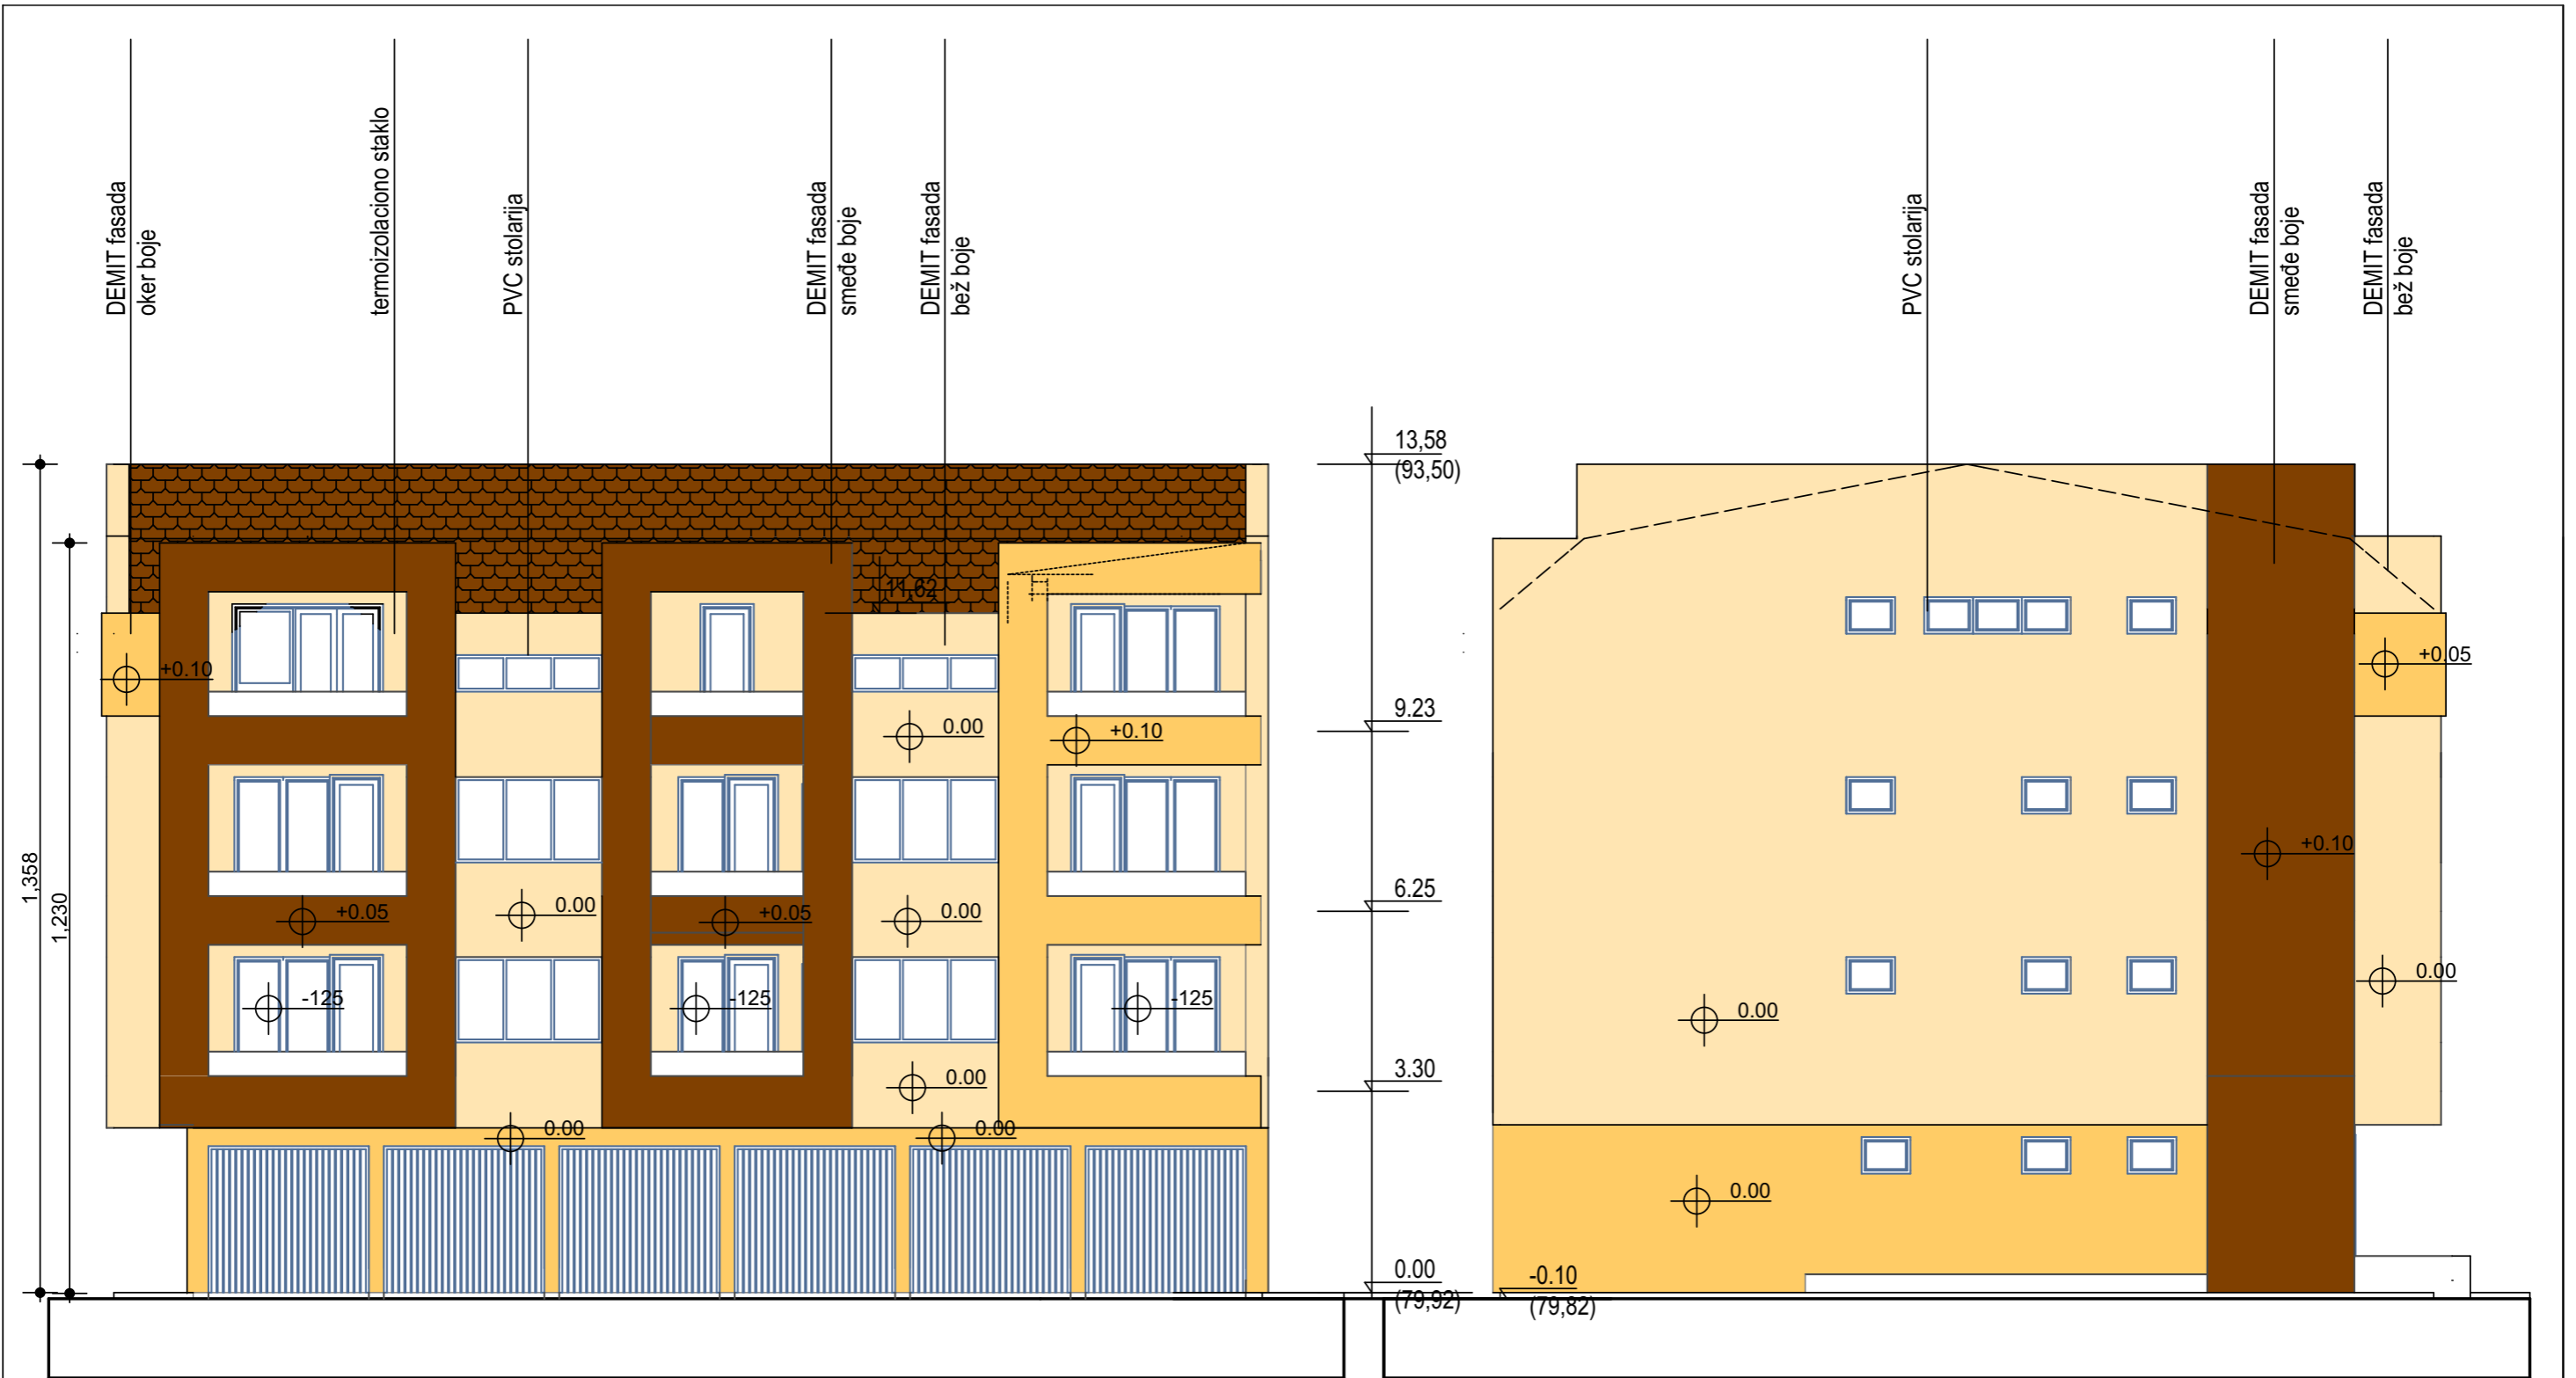 DEMIT fasada
oker boje
termoizolaciono staklo
PVC stolarija
DEMIT fasada
smeđe boje
DEMIT fasada
bež boje
PVC stolarija
DEMIT fasada
smeđe boje
DEMIT fasada
bež boje
13,58
(93,50)
11,62
+0.10
+0.05
9.23
0.00
+0.10
1,358
1,230
+0.10
6.25
+0.05
0.00
+0.05
0.00
0.00
-125
-125
-125
0.00
3.30
0.00
0.00
0.00
0.00
0.00
(79,92)
-0.10
(79,82)